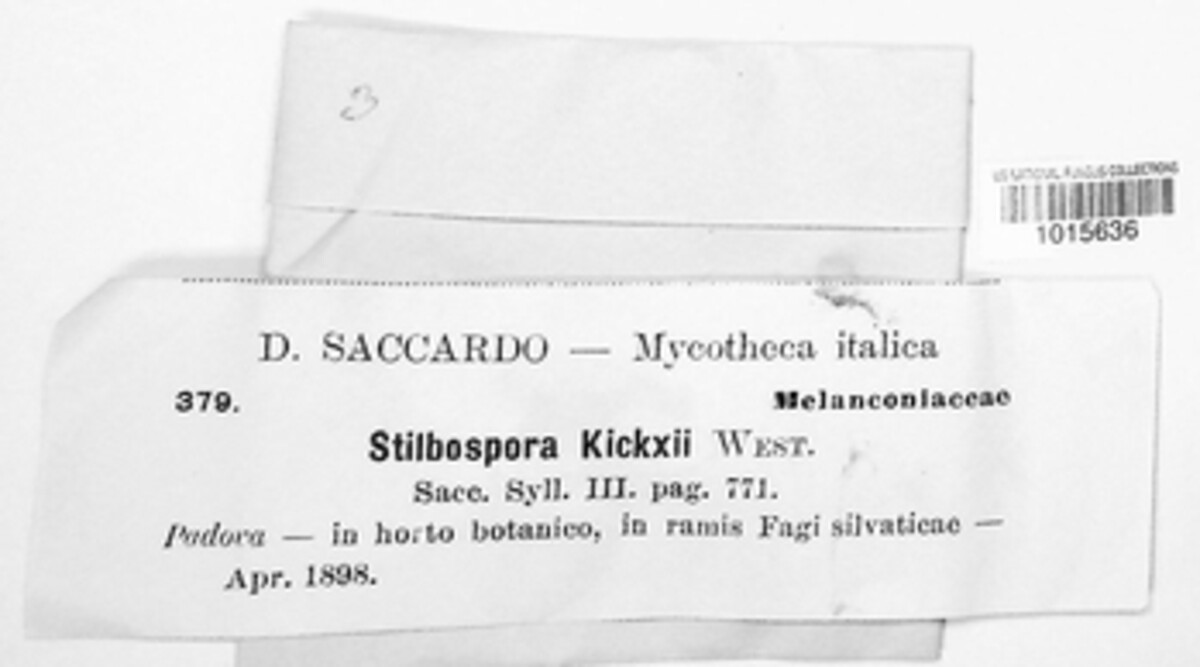 3
US NATIONAL FUNGUS COLLECTIONS
1015636
D. SACCARDO — Mycotheca italica
379. Melanconiaceae
Stilbospora Kickxii WEST.
Sacc. Syll. III. pag. 771.
Padova — in horto botanico, in ramis Fagi silvaticae —
Apr. 1898.